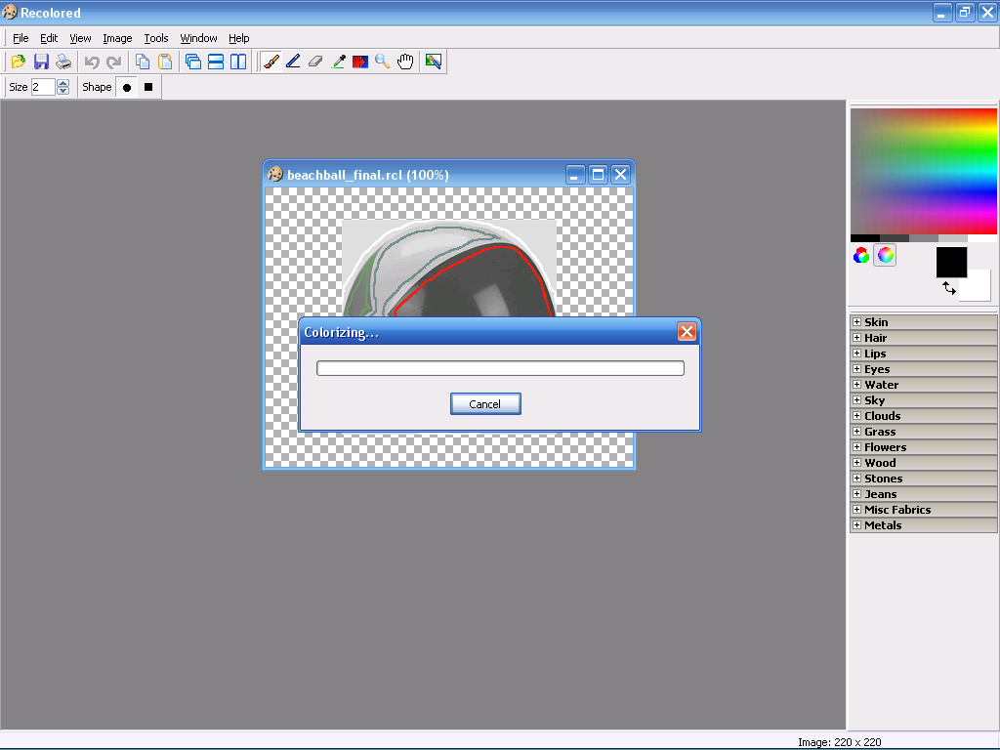 Recolored
File Edit View Image Tools Window Help
Size 2 Shape
beachball_final.rcl (100%)
Colorizing...
Cancel
Skin
Hair
Lips
Eyes
Water
Sky
Clouds
Grass
Flowers
Wood
Stones
Jeans
Misc Fabrics
Metals
Image: 220 x 220